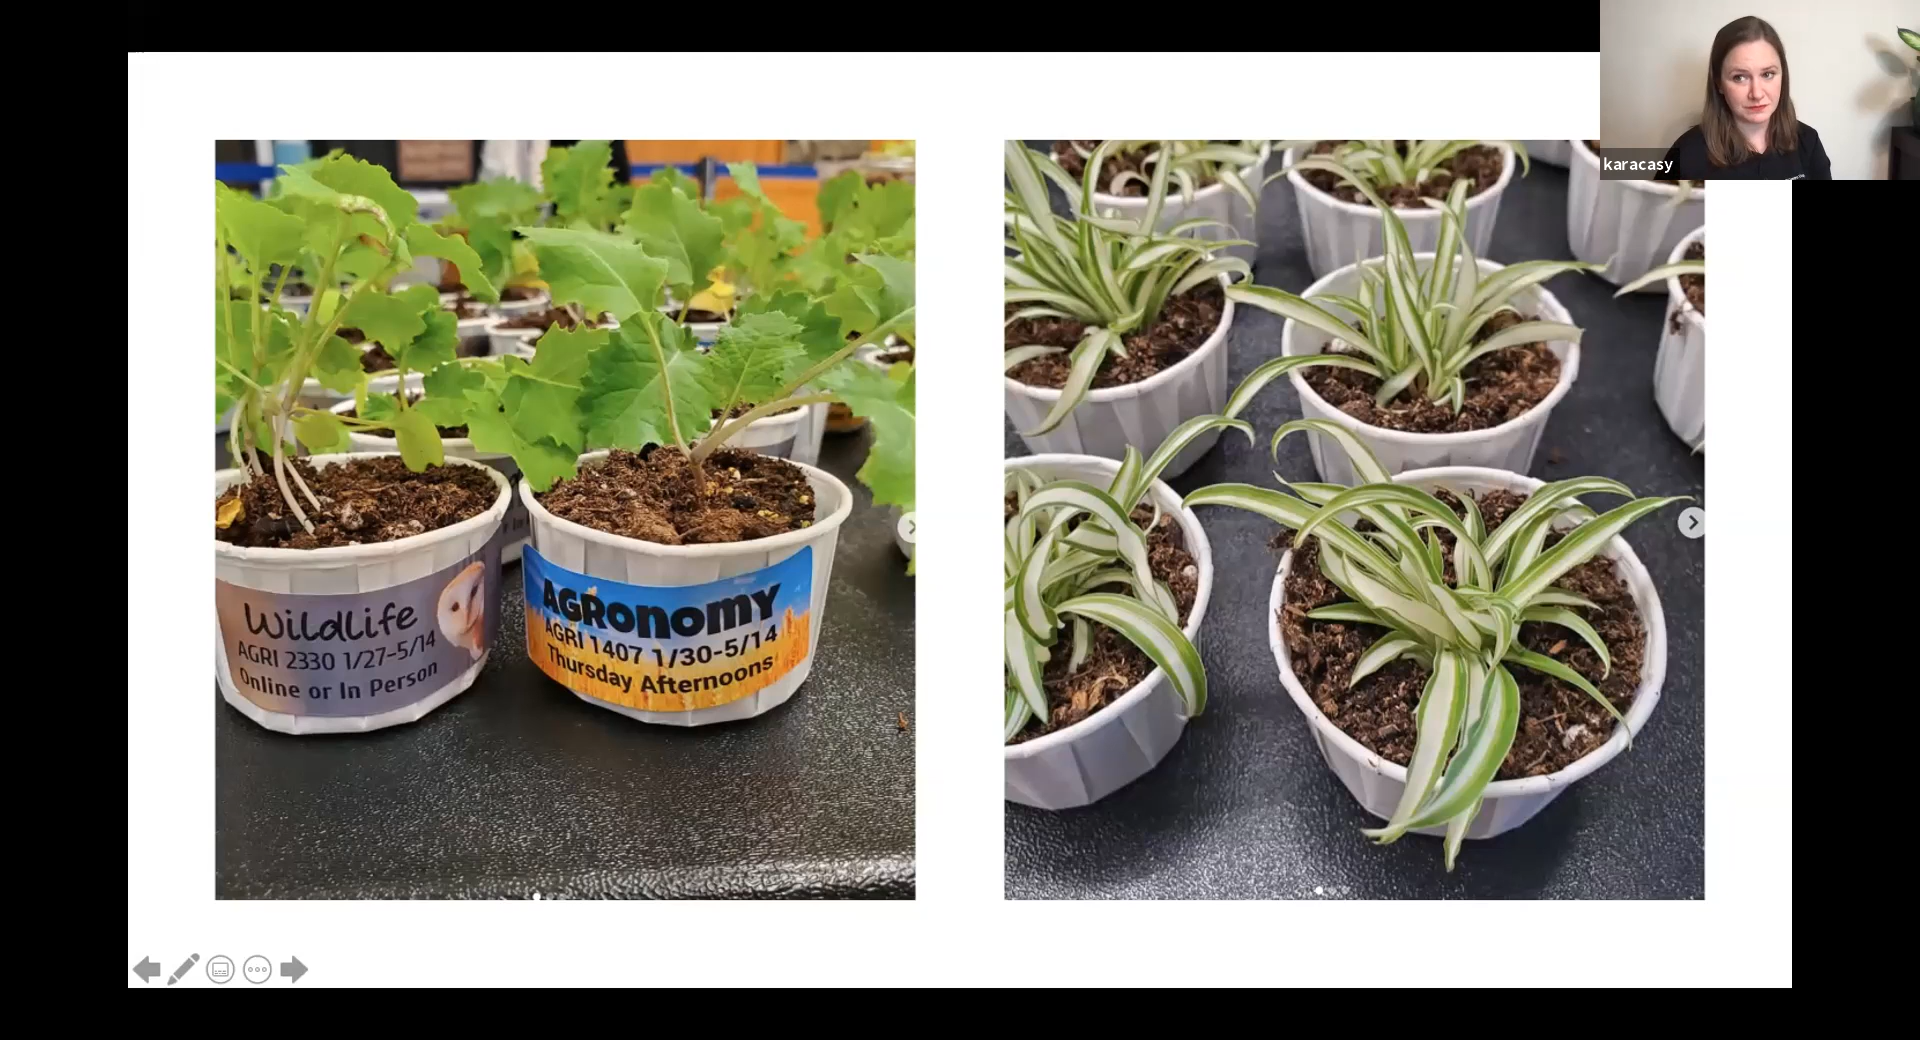 karacasy
Wildlife
AGRI 2330 1/27-5/14
Online or In Person
AGRonomy
AGRI 1407 1/30-5/14
Thursday Afternoons